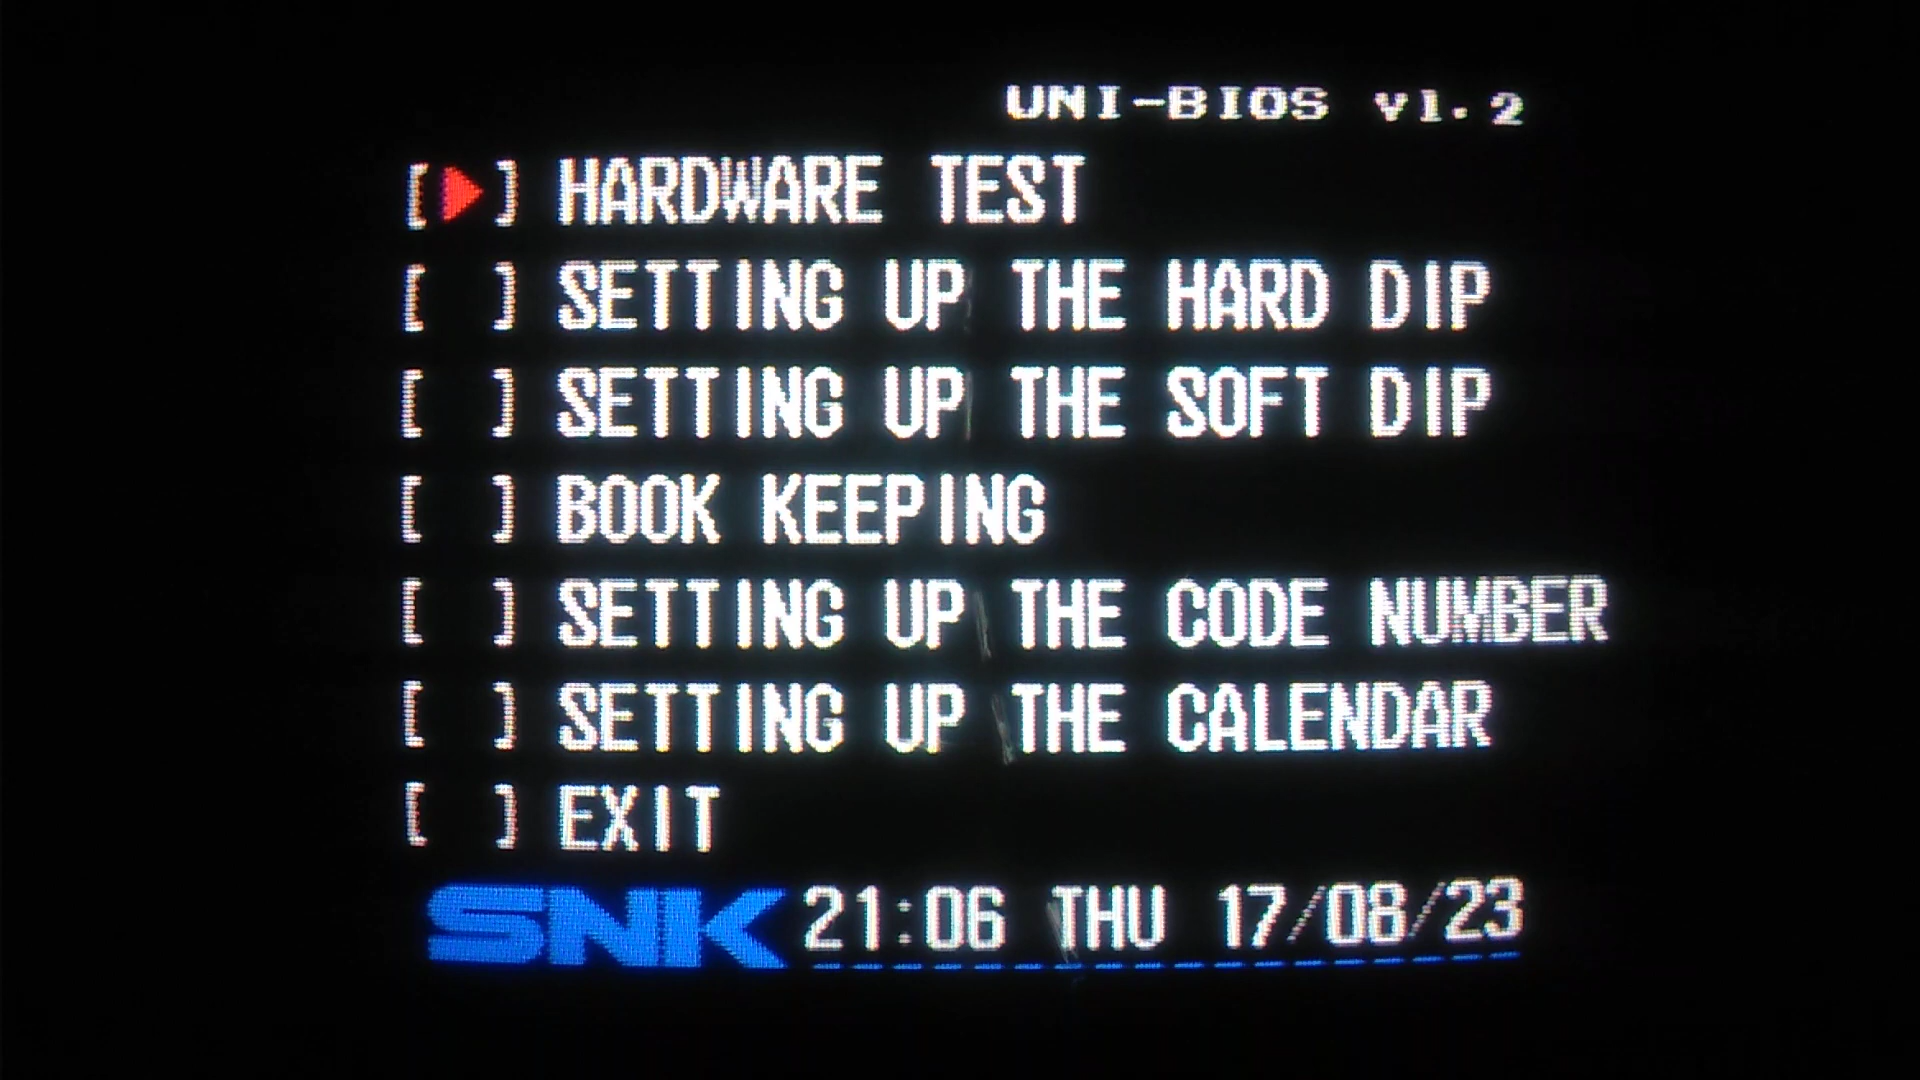 UNI-BIOS v1.2
[▶] HARDWARE TEST
[ ] SETTING UP THE HARD DIP
[ ] SETTING UP THE SOFT DIP
[ ] BOOK KEEPING
[ ] SETTING UP THE CODE NUMBER
[ ] SETTING UP THE CALENDAR
[ ] EXIT
SNK 21:06 THU 17/08/23